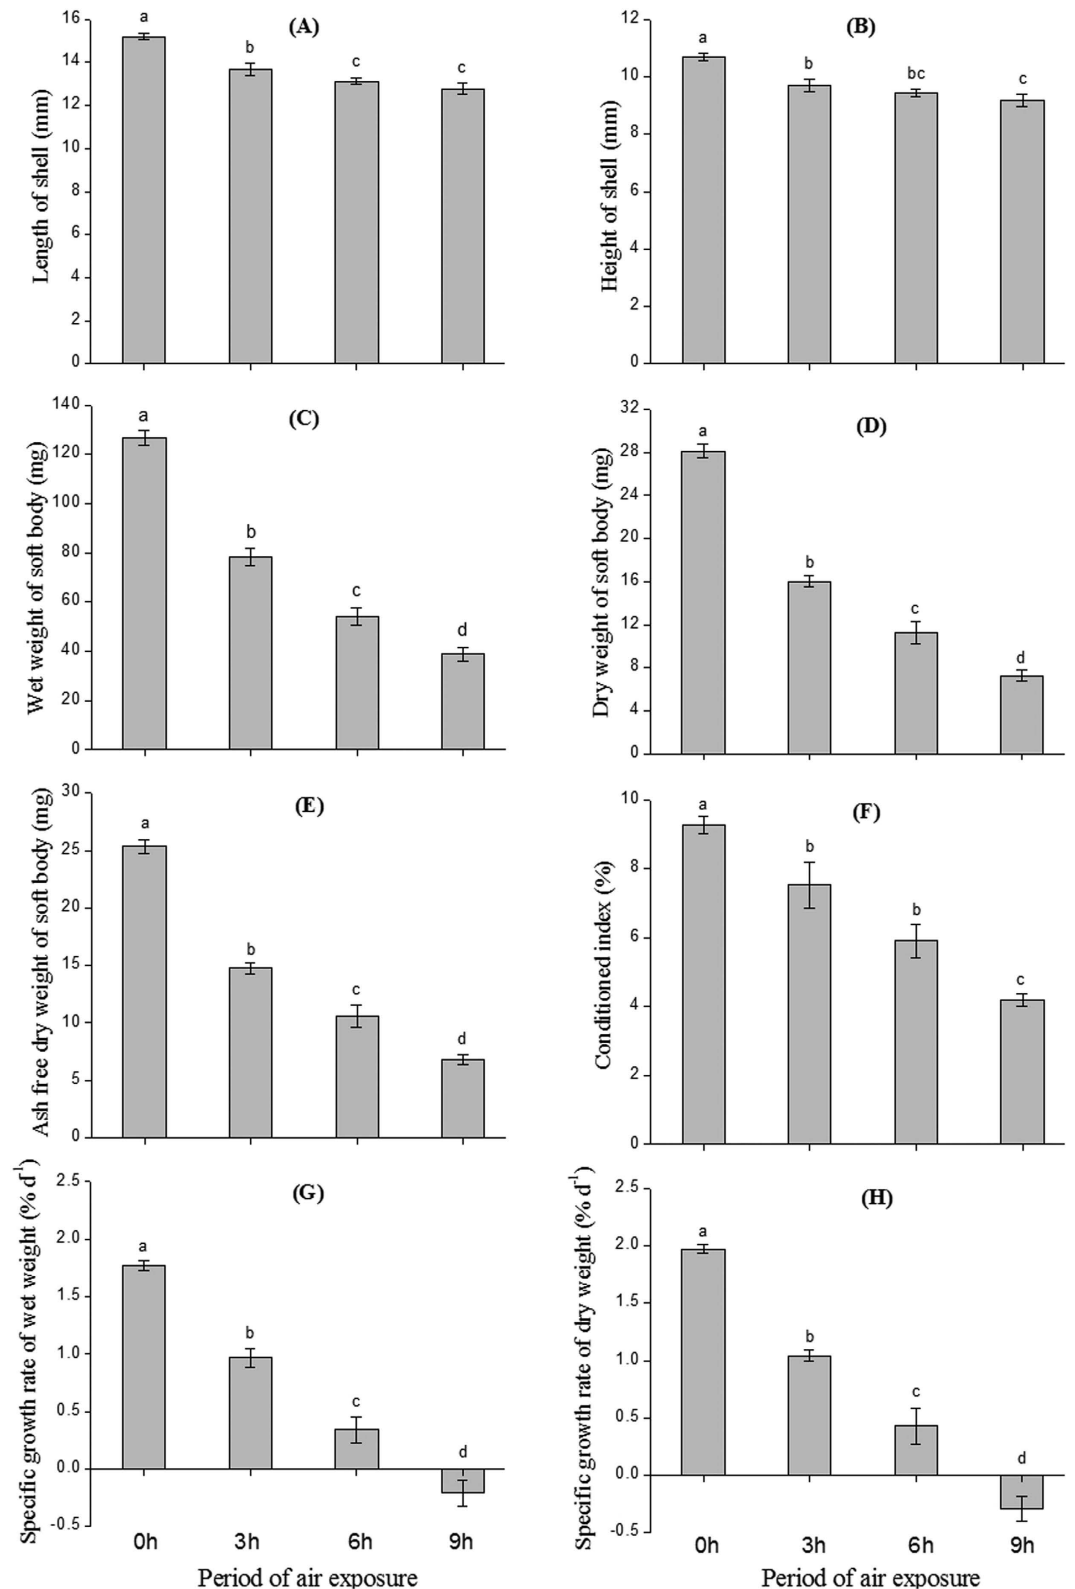 (A)
Length of shell (mm)
16
14
12
10
8
6
4
2
0
a
b
c
c
(B)
Height of shell (mm)
12
10
8
6
4
2
0
a
b
bc
c
(C)
Wet weight of soft body (mg)
140
120
100
80
60
40
20
0
a
b
c
d
(D)
Dry weight of soft body (mg)
32
28
24
20
16
12
8
4
0
a
b
c
d
(E)
Ash free dry weight of soft body (mg)
30
25
20
15
10
5
0
a
b
c
d
(F)
Conditioned index (%)
10
8
6
4
2
0
a
b
b
c
(G)
Specific growth rate of wet weight (% d⁻¹)
2.5
2.0
1.5
1.0
0.5
0.0
-0.5
a
b
c
d
0h 3h 6h 9h
Period of air exposure
(H)
Specific growth rate of dry weight (% d⁻¹)
2.5
2.0
1.5
1.0
0.5
0.0
-0.5
a
b
c
d
0h 3h 6h 9h
Period of air exposure